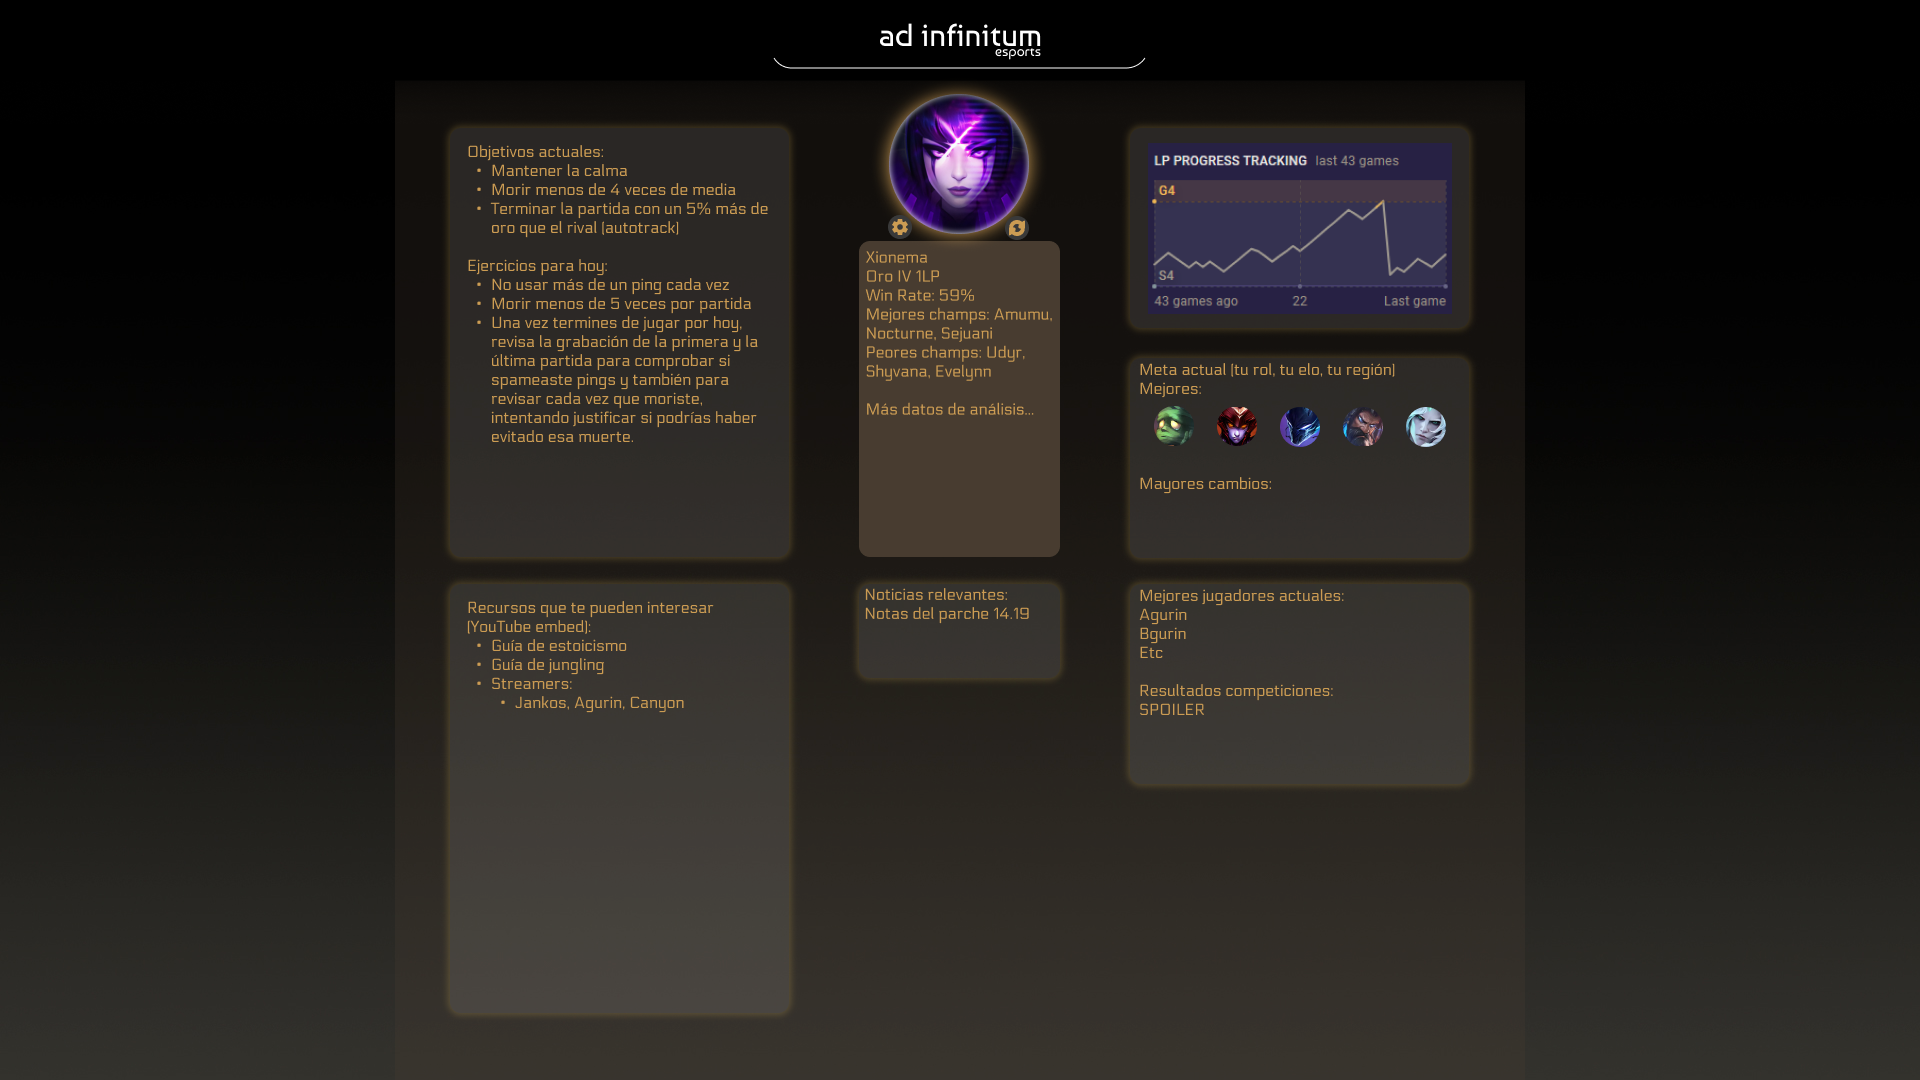 ad infinitum
esports
Objetivos actuales:
• Mantener la calma
• Morir menos de 4 veces de media
• Terminar la partida con un 5% más de
oro que el rival (autotrack)
Ejercicios para hoy:
• No usar más de un ping cada vez
• Morir menos de 5 veces por partida
• Una vez termines de jugar por hoy,
revisa la grabación de la primera y la
última partida para comprobar si
spameaste pings y también para
revisar cada vez que moriste,
intentando justificar si podrías haber
evitado esa muerte.
Recursos que te pueden interesar
(YouTube embed):
• Guía de estoicismo
• Guía de jungling
• Streamers:
• Jankos, Agurin, Canyon
Xionema
Oro IV 1LP
Win Rate: 59%
Mejores champs: Amumu,
Nocturne, Sejuani
Peores champs: Udyr,
Shyvana, Evelynn
Más datos de análisis...
Noticias relevantes:
Notas del parche 14.19
LP PROGRESS TRACKING last 43 games
G4
S4
43 games ago 22 Last game
Meta actual (tu rol, tu elo, tu región)
Mejores:
Mayores cambios:
Mejores jugadores actuales:
Agurin
Bgurin
Etc
Resultados competiciones:
SPOILER